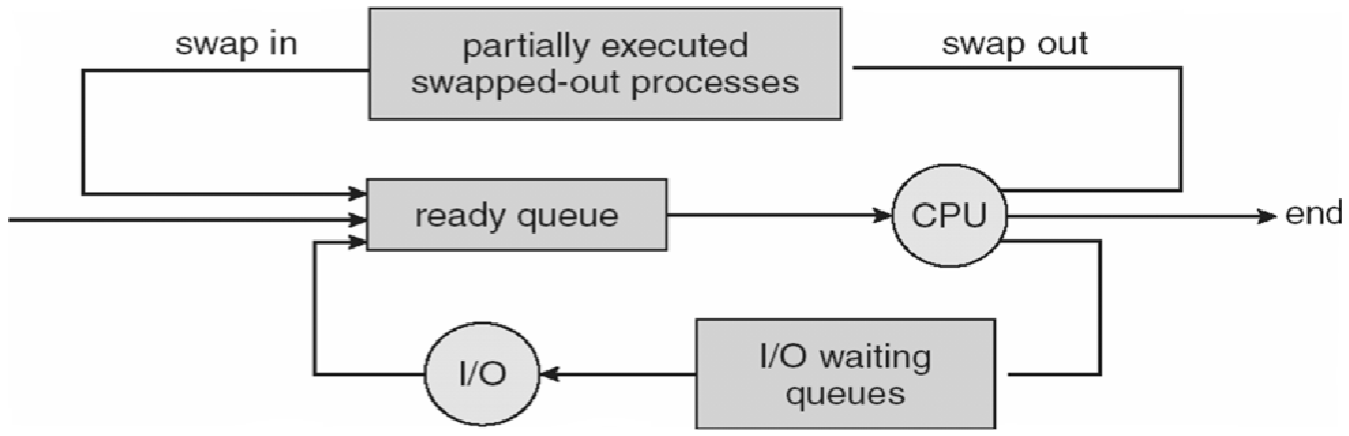 swap in
partially executed
swapped-out processes
swap out
ready queue
CPU
end
I/O
I/O waiting
queues